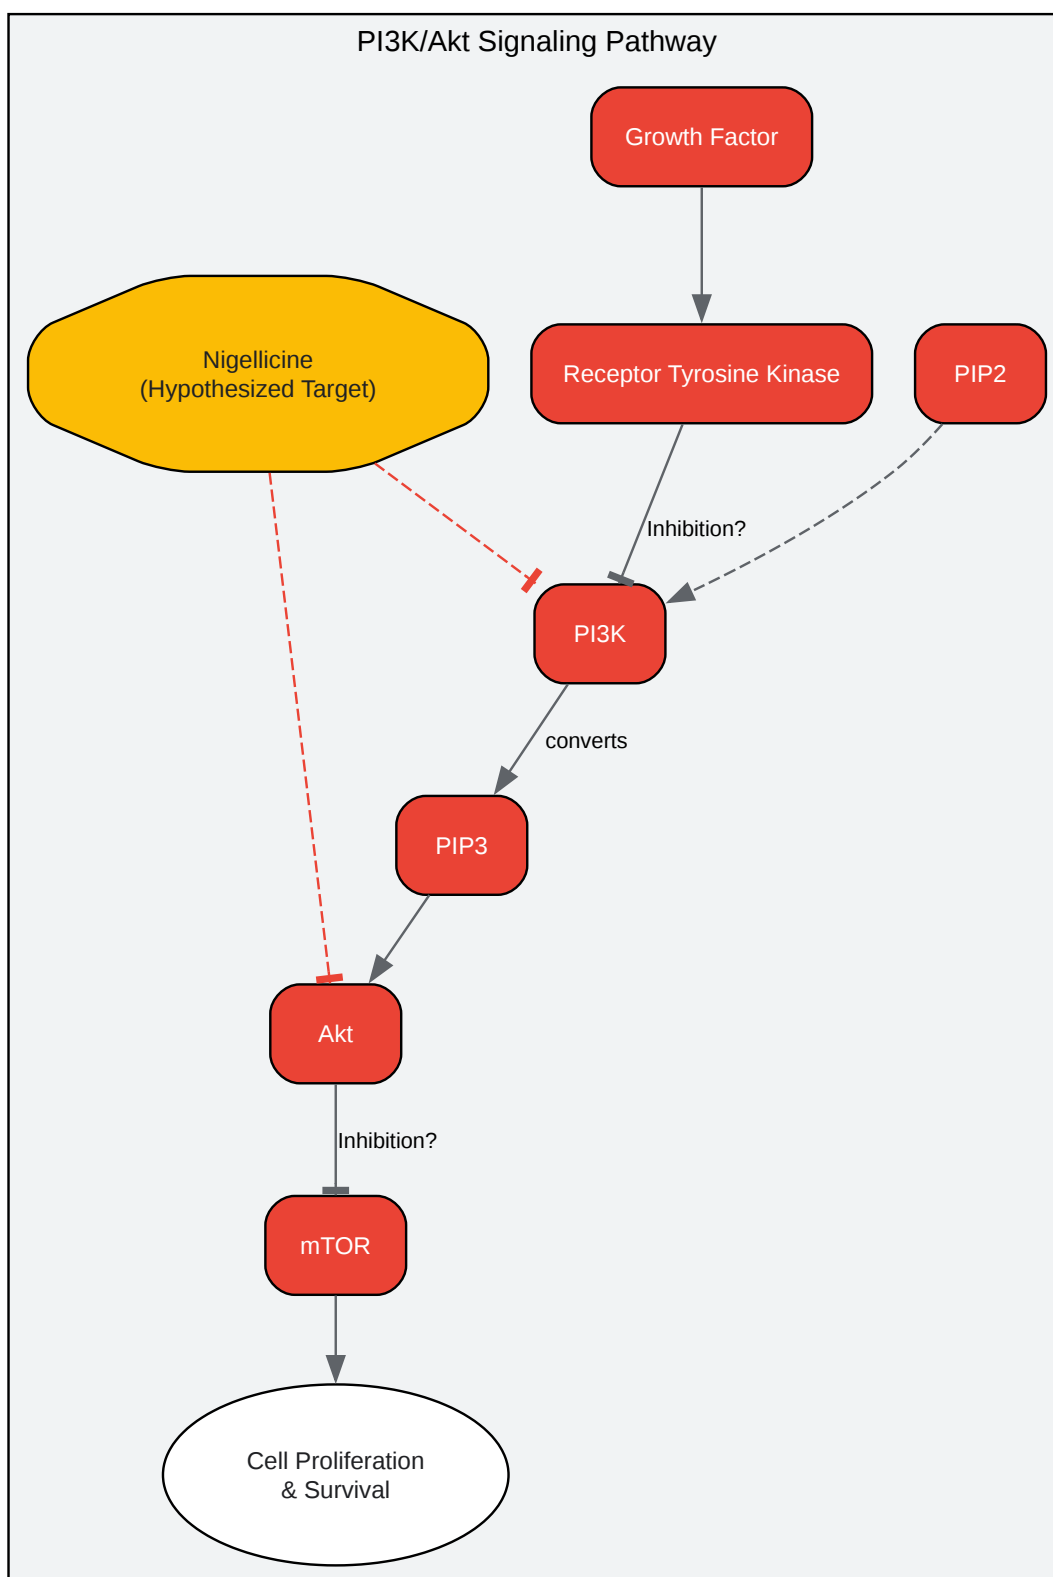 PI3K/Akt Signaling Pathway
Growth Factor
Nigellicine
(Hypothesized Target)
Receptor Tyrosine Kinase
PIP2
Inhibition?
PI3K
converts
PIP3
Akt
Inhibition?
mTOR
Cell Proliferation
& Survival